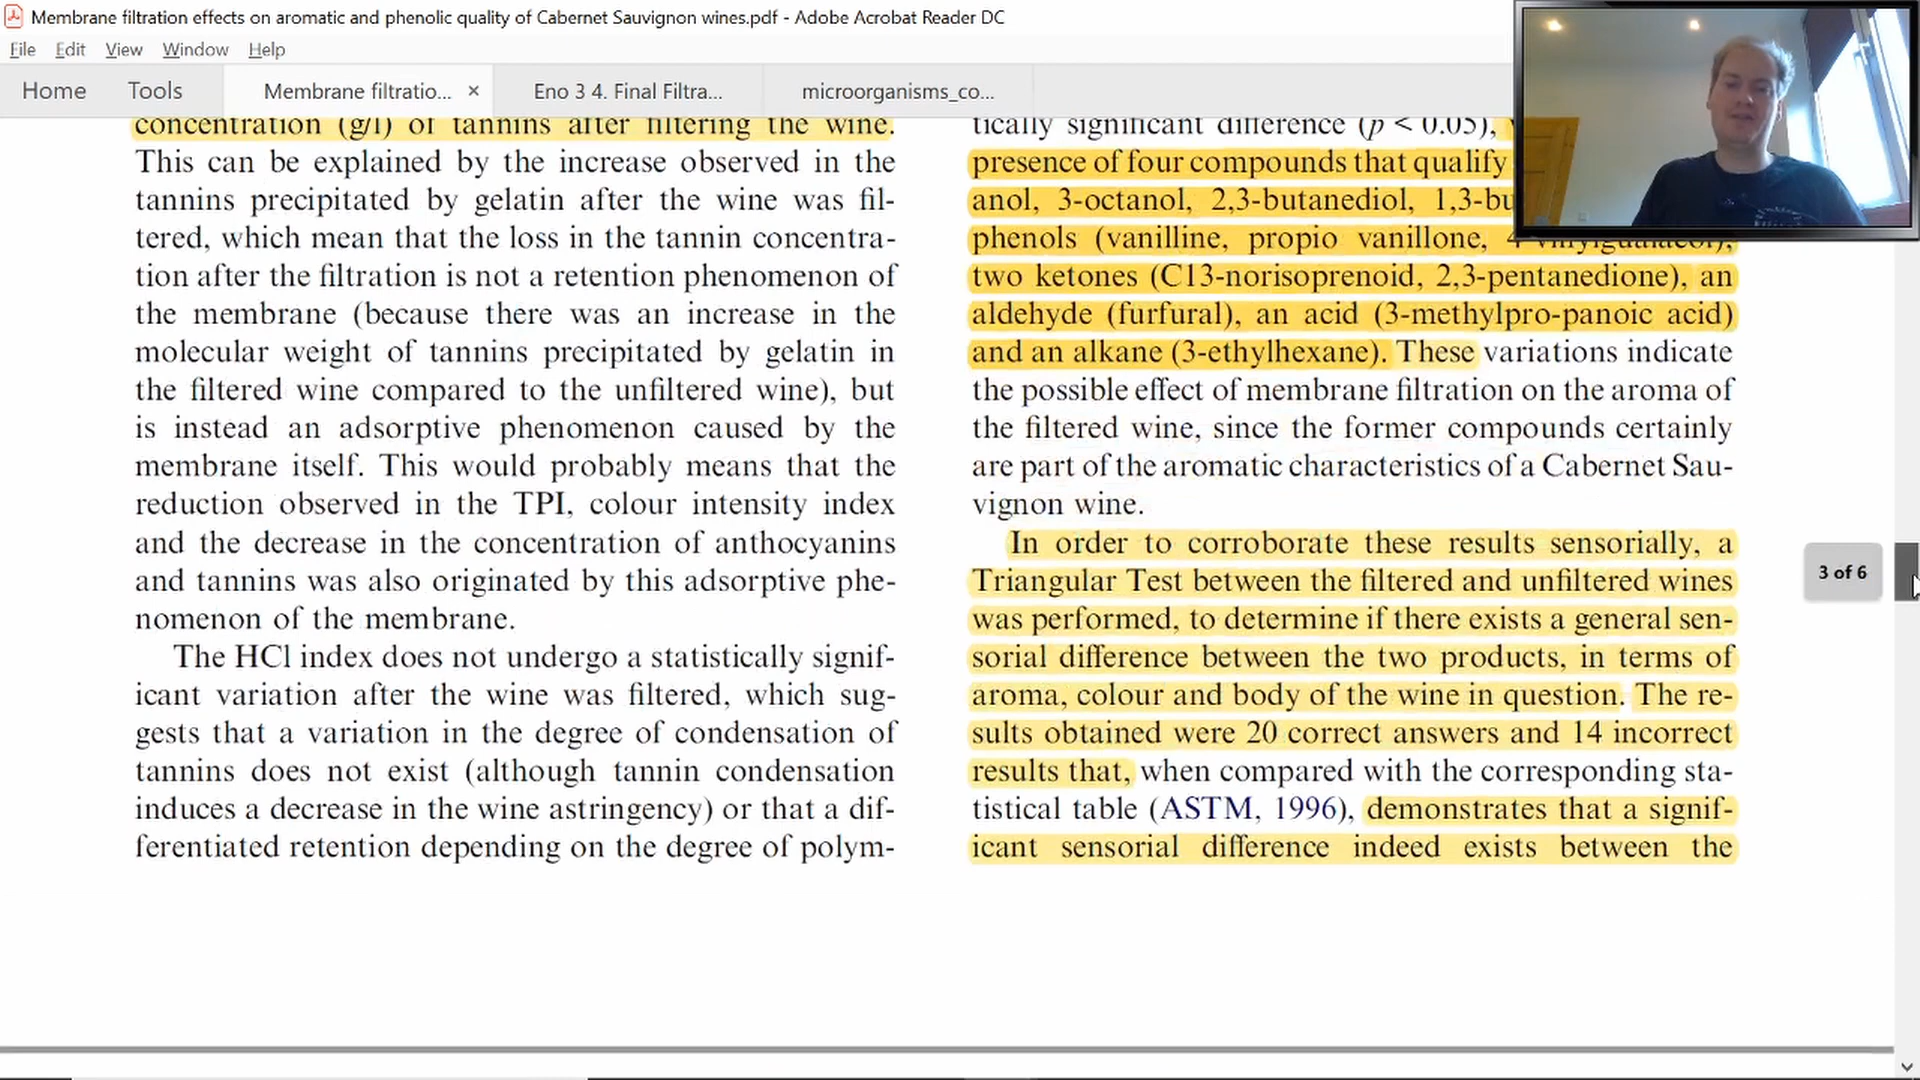 Membrane filtration effects on aromatic and phenolic quality of Cabernet Sauvignon wines.pdf - Adobe Acrobat Reader DC
File Edit View Window Help
Home Tools Membrane filtratio... × Eno 3 4. Final Filtra... microorganisms_co...
concentration (g/l) of tannins after filtering the wine.
This can be explained by the increase observed in the
tannins precipitated by gelatin after the wine was fil-
tered, which mean that the loss in the tannin concentra-
tion after the filtration is not a retention phenomenon of
the membrane (because there was an increase in the
molecular weight of tannins precipitated by gelatin in
the filtered wine compared to the unfiltered wine), but
is instead an adsorptive phenomenon caused by the
membrane itself. This would probably means that the
reduction observed in the TPI, colour intensity index
and the decrease in the concentration of anthocyanins
and tannins was also originated by this adsorptive phe-
nomenon of the membrane.
The HCl index does not undergo a statistically signif-
icant variation after the wine was filtered, which sug-
gests that a variation in the degree of condensation of
tannins does not exist (although tannin condensation
induces a decrease in the wine astringency) or that a dif-
ferentiated retention depending on the degree of polym-
tically significant difference (p < 0.05),
presence of four compounds that qualify
anol, 3-octanol, 2,3-butanediol, 1,3-bu
phenols (vanilline, propio vanillone, 4-vinylguaiacol),
two ketones (C13-norisoprenoid, 2,3-pentanedione), an
aldehyde (furfural), an acid (3-methylpro-panoic acid)
and an alkane (3-ethylhexane). These variations indicate
the possible effect of membrane filtration on the aroma of
the filtered wine, since the former compounds certainly
are part of the aromatic characteristics of a Cabernet Sau-
vignon wine.
In order to corroborate these results sensorially, a
Triangular Test between the filtered and unfiltered wines
was performed, to determine if there exists a general sen-
sorial difference between the two products, in terms of
aroma, colour and body of the wine in question. The re-
sults obtained were 20 correct answers and 14 incorrect
results that, when compared with the corresponding sta-
tistical table (ASTM, 1996), demonstrates that a signif-
icant sensorial difference indeed exists between the
3 of 6